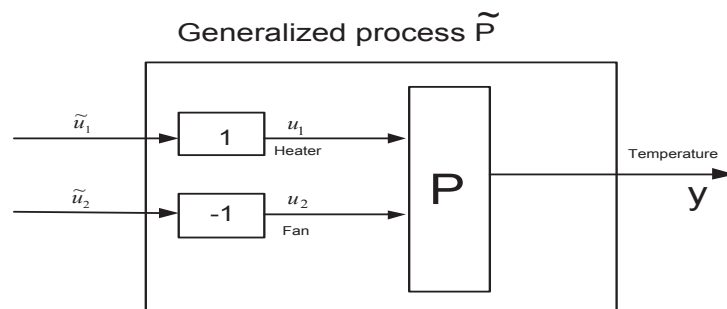 Generalized process P̃
ũ₁
1
u₁
Heater
Temperature
P
y
ũ₂
-1
u₂
Fan